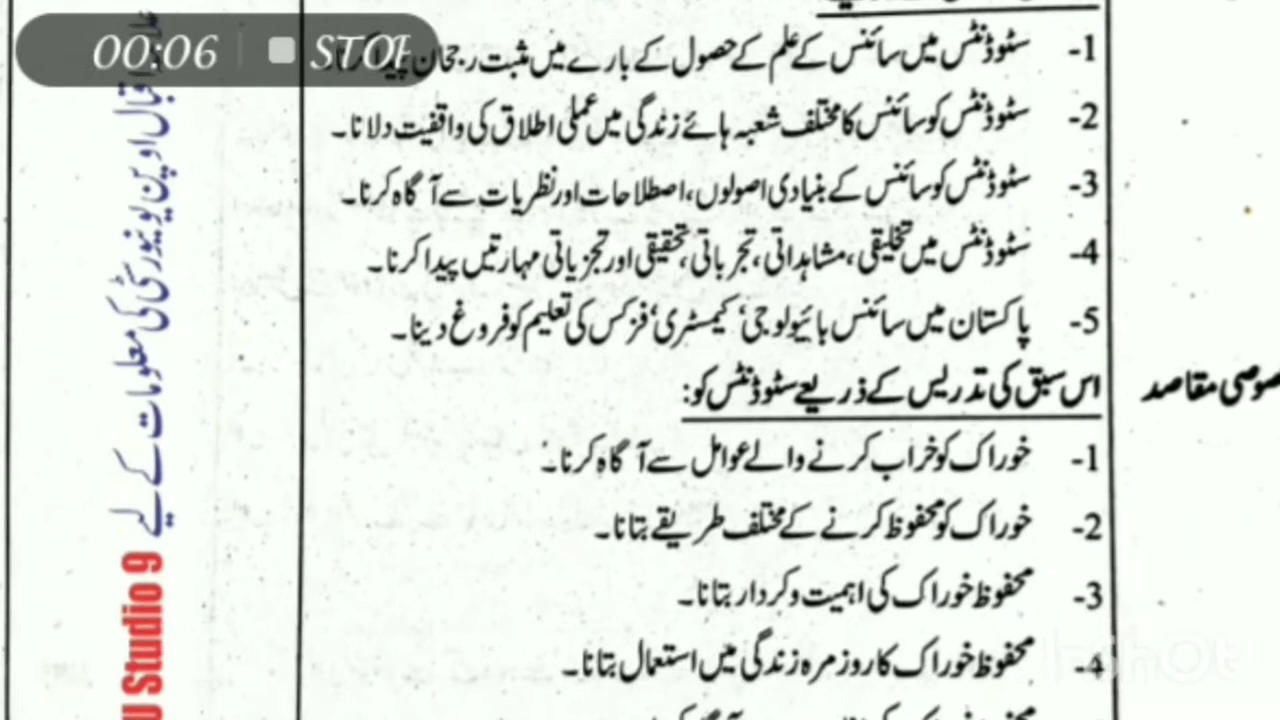 00:06 STOP
1- سٹوڈنٹس میں سائنس کے علم کے حصول کے بارے میں مثبت رجحان پیدا کرنا۔
2- سٹوڈنٹس کو سائنس کا مختلف شعبہ ہائے زندگی میں عملی اطلاق کی واقفیت دلانا۔
3- سٹوڈنٹس کو سائنس کے بنیادی اصولوں، اصطلاحات اور نظریات سے آگاہ کرنا۔
4- سٹوڈنٹس میں تخلیقی، مشاہداتی، تجرباتی، تحقیقی اور تجزیاتی مہارتیں پیدا کرنا۔
5- پاکستان میں سائنس بائیولوجی، کیمسٹری، فزکس کی تعلیم کو فروغ دینا۔
صوصی مقاصد
اس سبق کی تدریس کے ذریعے سٹوڈنٹس کو:
1- خوراک کو خراب کرنے والے عوامل سے آگاہ کرنا۔
2- خوراک کو محفوظ کرنے کے مختلف طریقے بتانا۔
3- محفوظ خوراک کی اہمیت و کردار بتانا۔
4- محفوظ خوراک کا روزمرہ زندگی میں استعمال بتانا۔
اقبال اوپن یونیورسٹی کی معلومات کے لیے
U Studio 9